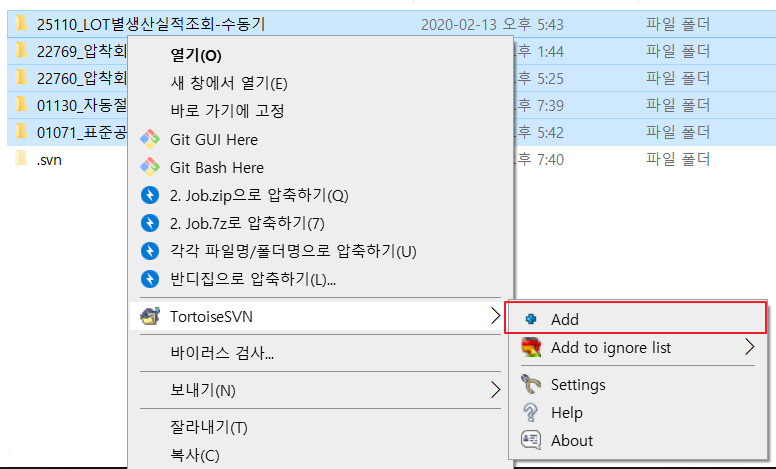 25110_LOT별생산실적조회-수동기 2020-02-13 오후 5:43 파일 폴더
22769_압착회 오후 1:44 파일 폴더
22760_압착회 오후 5:25 파일 폴더
01130_자동절 오후 7:39 파일 폴더
01071_표준공 오후 5:42 파일 폴더
.svn 오후 7:40 파일 폴더
열기(O)
새 창에서 열기(E)
바로 가기에 고정
Git GUI Here
Git Bash Here
2. Job.zip으로 압축하기(Q)
2. Job.7z로 압축하기(7)
각각 파일명/폴더명으로 압축하기(U)
반디집으로 압축하기(L)...
TortoiseSVN
바이러스 검사...
보내기(N)
잘라내기(T)
복사(C)
Add
Add to ignore list
Settings
Help
About